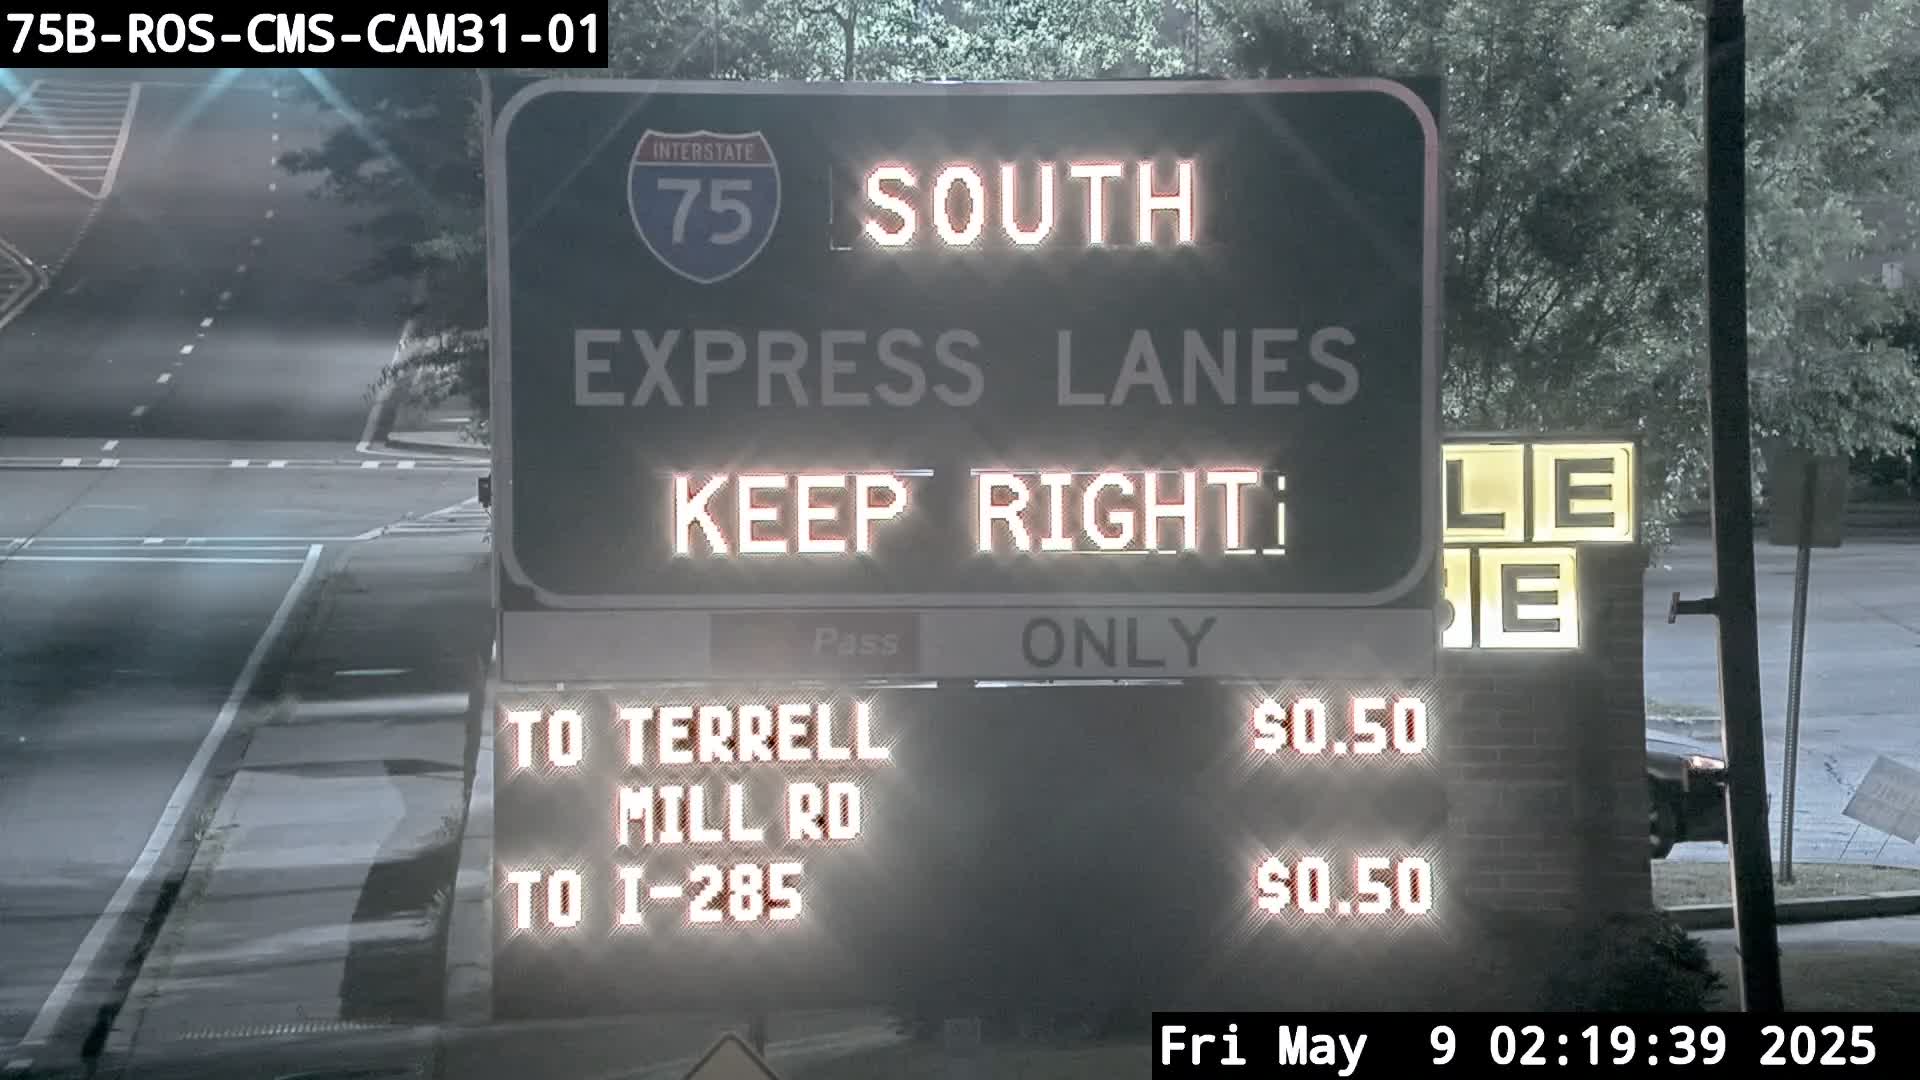 75B-ROS-CMS-CAM31-01
INTERSTATE
75
SOUTH
EXPRESS LANES
KEEP RIGHT
Pass ONLY
TO TERRELL $0.50
MILL RD
TO I-285 $0.50
LE
E
Fri May 9 02:19:39 2025